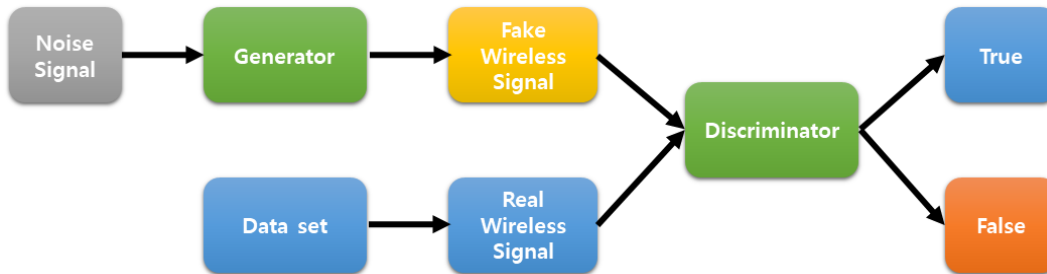 Noise
Signal
Generator
Fake
Wireless
Signal
True
Discriminator
Data set
Real
Wireless
Signal
False